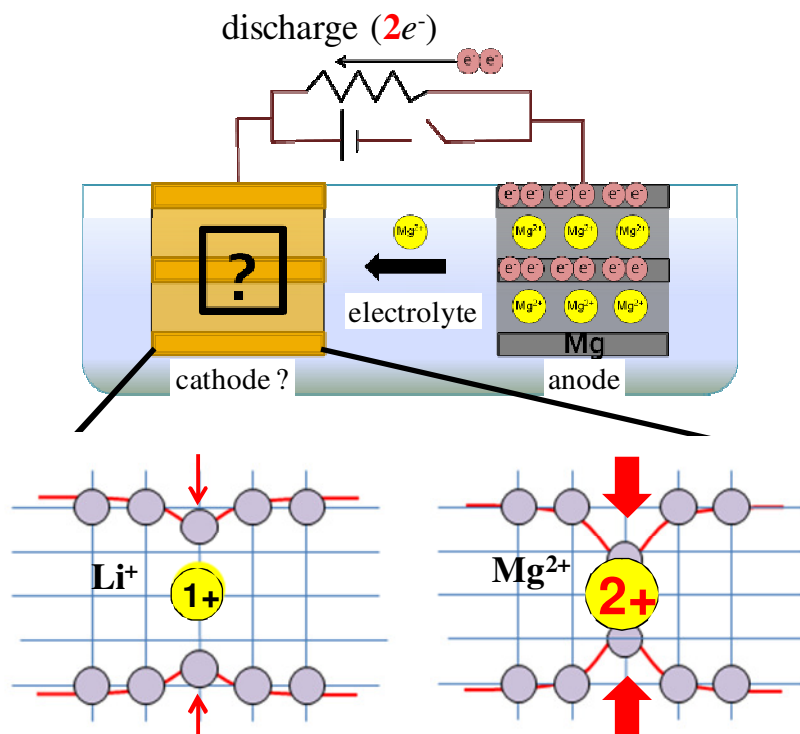 discharge (2e⁻)
e⁻ e⁻
e⁻ e⁻ e⁻ e⁻ e⁻ e⁻
Mg²⁺
Mg²⁺ Mg²⁺ Mg²⁺
?
e⁻ e⁻ e⁻ e⁻ e⁻ e⁻
electrolyte
Mg²⁺ Mg²⁺ Mg²⁺
Mg
cathode ?
anode
Li⁺
1+
Mg²⁺
2+